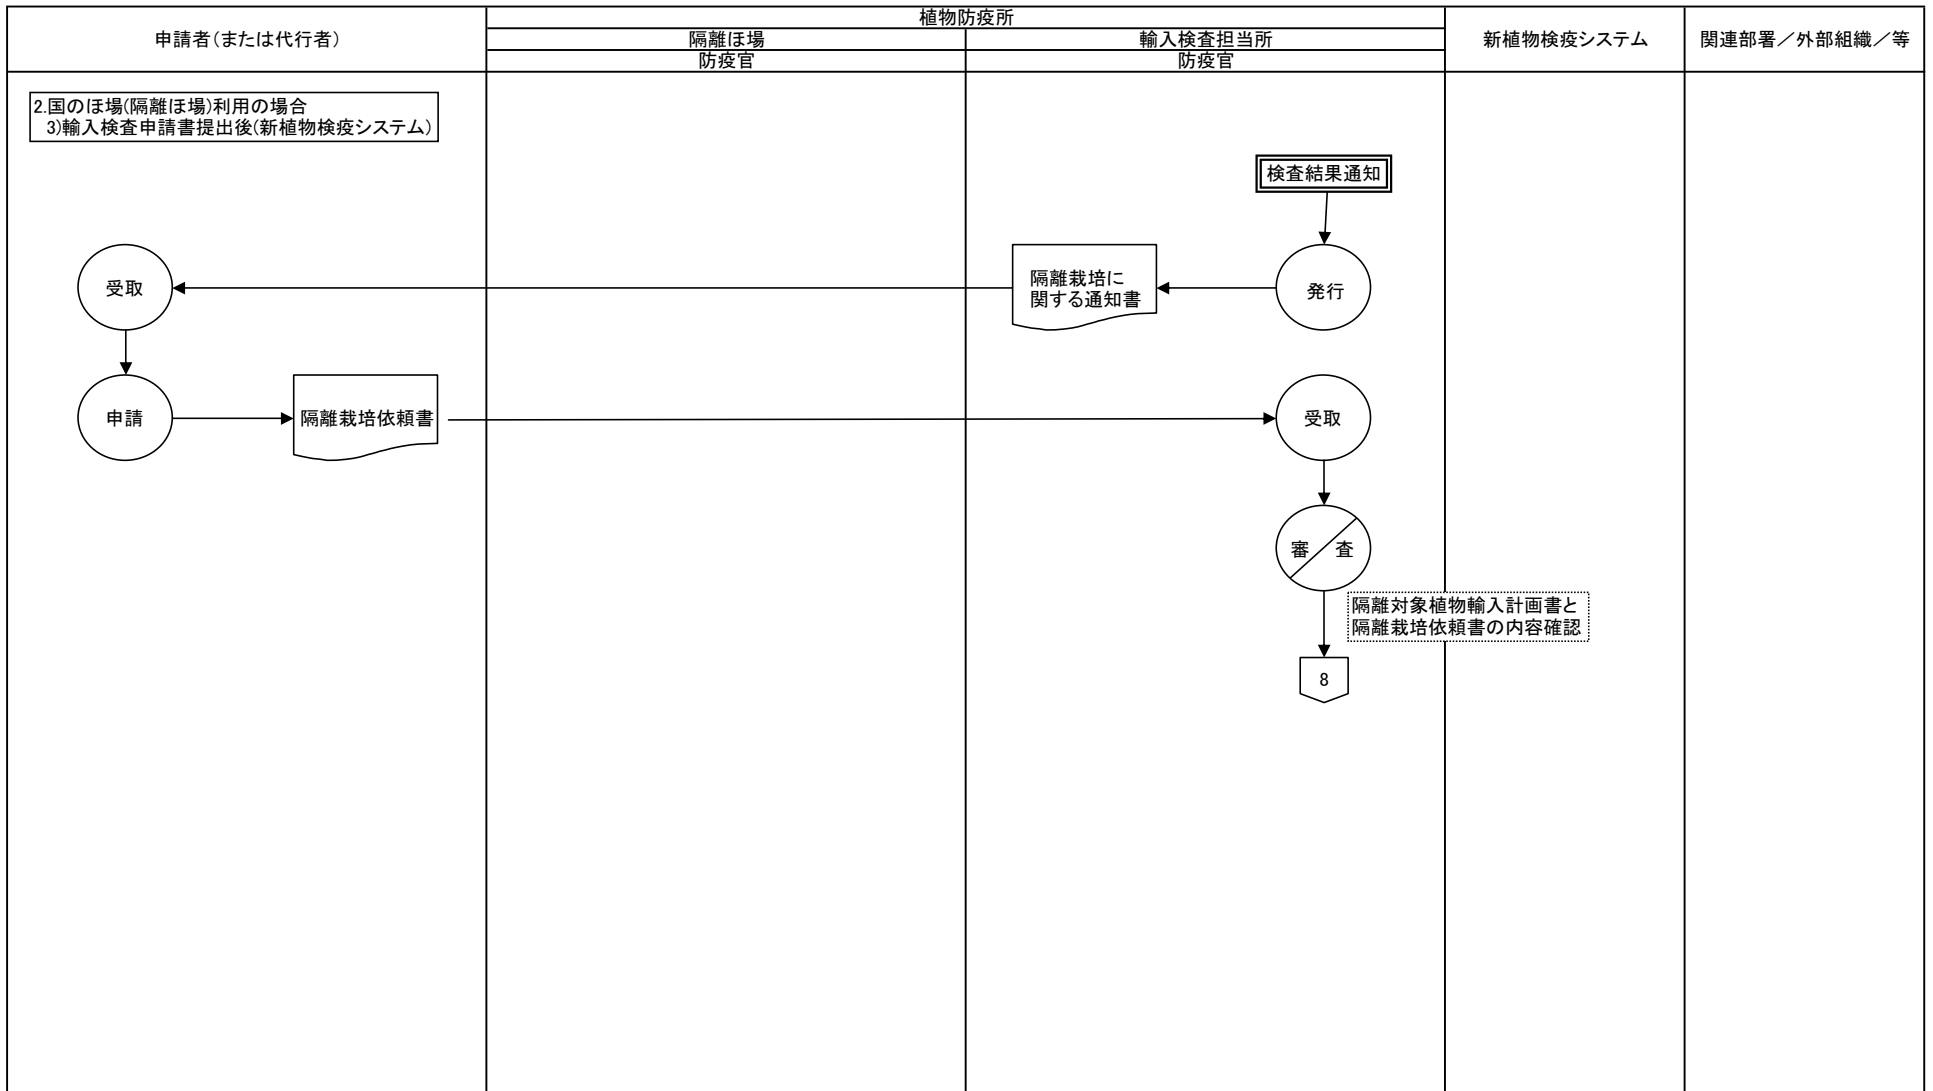 申請者(または代行者)
植物防疫所
隔離ほ場
防疫官
輸入検査担当所
防疫官
新植物検疫システム
関連部署／外部組織／等
2.国のほ場(隔離ほ場)利用の場合
3)輸入検査申請書提出後(新植物検疫システム)
検査結果通知
受取
隔離栽培に
関する通知書
発行
申請
隔離栽培依頼書
受取
審 査
隔離対象植物輸入計画書と
隔離栽培依頼書の内容確認
8